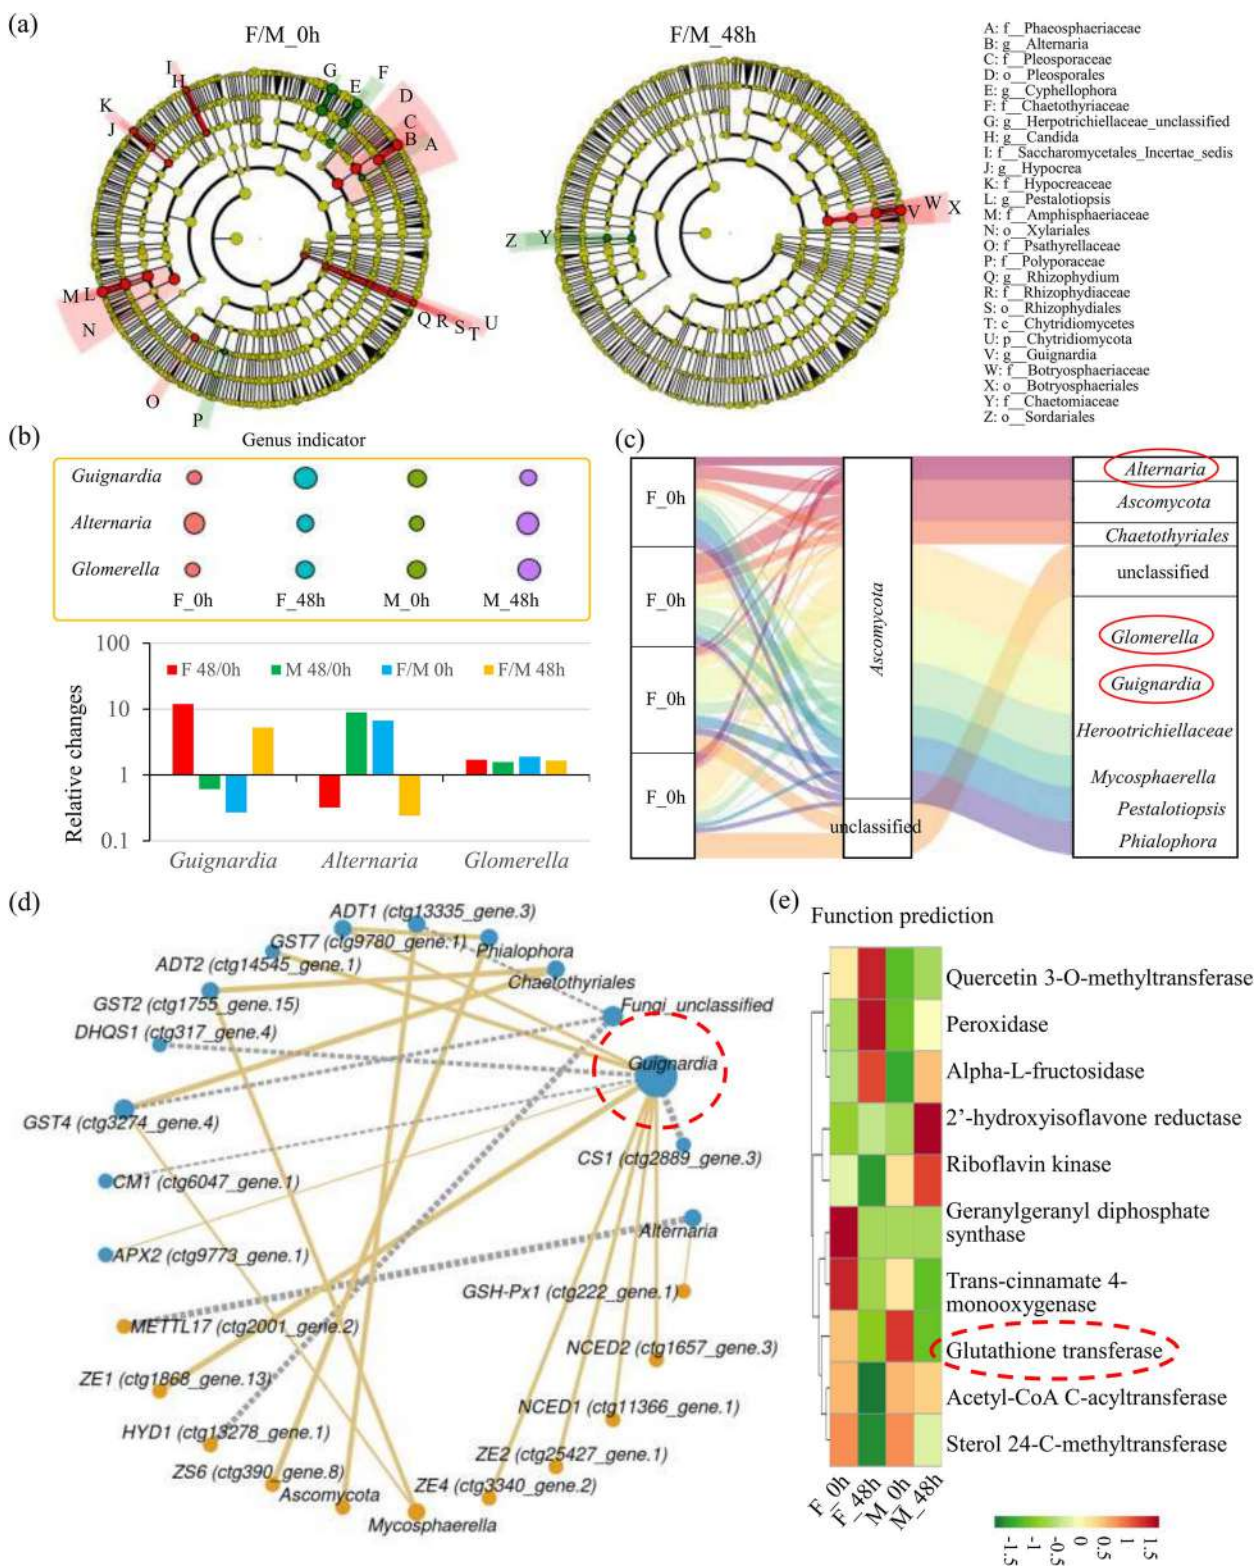 (a)
F/M_0h
F/M_48h
I
H
G
F
E
D
C
B
A
K
J
M L
N
O
P
Q R S T U
Z Y
V W X
A: f__Phaeosphaeriaceae
B: g__Alternaria
C: f__Pleosporaceae
D: o__Pleosporales
E: g__Cyphellophora
F: f__Chaetothyriaceae
G: g__Herpotrichiellaceae_unclassified
H: g__Candida
I: f__Saccharomycetales_Incertae_sedis
J: g__Hypocrea
K: f__Hypocreaceae
L: g__Pestalotiopsis
M: f__Amphisphaeriaceae
N: o__Xylariales
O: f__Psathyrellaceae
P: f__Polyporaceae
Q: g__Rhizophydium
R: f__Rhizophydiaceae
S: o__Rhizophydiales
T: c__Chytridiomycetes
U: p__Chytridiomycota
V: g__Guignardia
W: f__Botryosphaeriaceae
X: o__Botryosphaeriales
Y: f__Chaetomiaceae
Z: o__Sordariales
(b)
Genus indicator
Guignardia
Alternaria
Glomerella
F_0h F_48h M_0h M_48h
Relative changes
100
10
1
0.1
F 48/0h M 48/0h F/M 0h F/M 48h
Guignardia Alternaria Glomerella
(c)
F_0h
F_0h
F_0h
F_0h
Ascomycota
unclassified
Alternaria
Ascomycota
Chaetothyriales
unclassified
Glomerella
Guignardia
Herootrichiellaceae
Mycosphaerella
Pestalotiopsis
Phialophora
(d)
ADT1 (ctg13335_gene.3)
GST7 (ctg9780_gene.1)
Phialophora
ADT2 (ctg14545_gene.1)
Chaetothyriales
GST2 (ctg1755_gene.15)
Fungi_unclassified
DHQS1 (ctg317_gene.4)
Guignardia
GST4 (ctg3274_gene.4)
CS1 (ctg2889_gene.3)
CM1 (ctg6047_gene.1)
Alternaria
APX2 (ctg9773_gene.1)
GSH-Px1 (ctg222_gene.1)
METTL17 (ctg2001_gene.2)
NCED2 (ctg1657_gene.3)
ZE1 (ctg1868_gene.13)
NCED1 (ctg11366_gene.1)
HYD1 (ctg13278_gene.1)
ZE2 (ctg25427_gene.1)
ZS6 (ctg390_gene.8)
ZE4 (ctg3340_gene.2)
Ascomycota
Mycosphaerella
(e)
Function prediction
Quercetin 3-O-methyltransferase
Peroxidase
Alpha-L-fructosidase
2'-hydroxyisoflavone reductase
Riboflavin kinase
Geranylgeranyl diphosphate
synthase
Trans-cinnamate 4-
monooxygenase
Glutathione transferase
Acetyl-CoA C-acyltransferase
Sterol 24-C-methyltransferase
F_0h
F_48h
M_0h
M_48h
-1.5
-1
-0.5
0
0.5
1
1.5